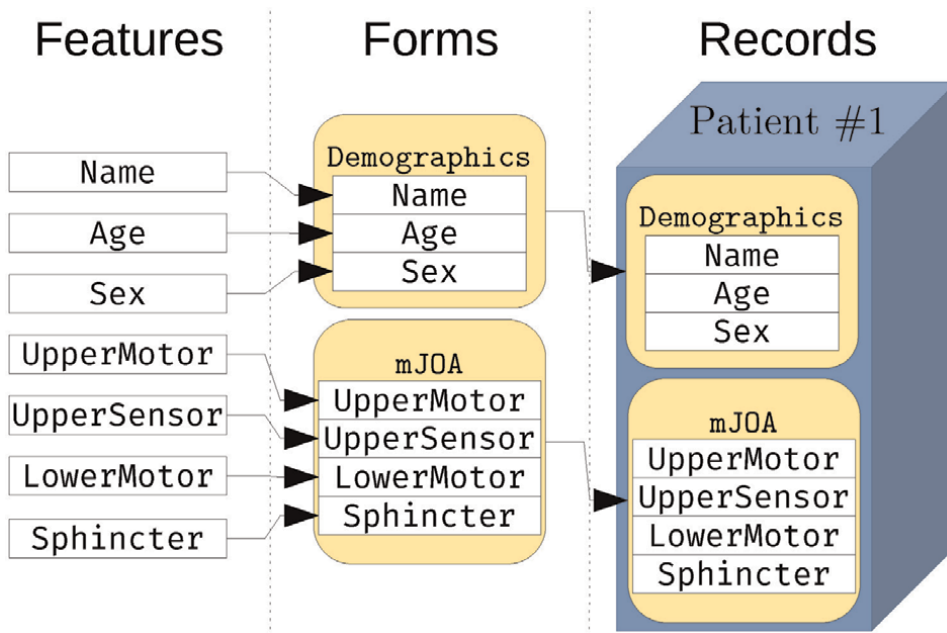 Features
Forms
Records
Name
Age
Sex
UpperMotor
UpperSensor
LowerMotor
Sphincter
Demographics
Name
Age
Sex
mJOA
UpperMotor
UpperSensor
LowerMotor
Sphincter
Patient #1
Demographics
Name
Age
Sex
mJOA
UpperMotor
UpperSensor
LowerMotor
Sphincter